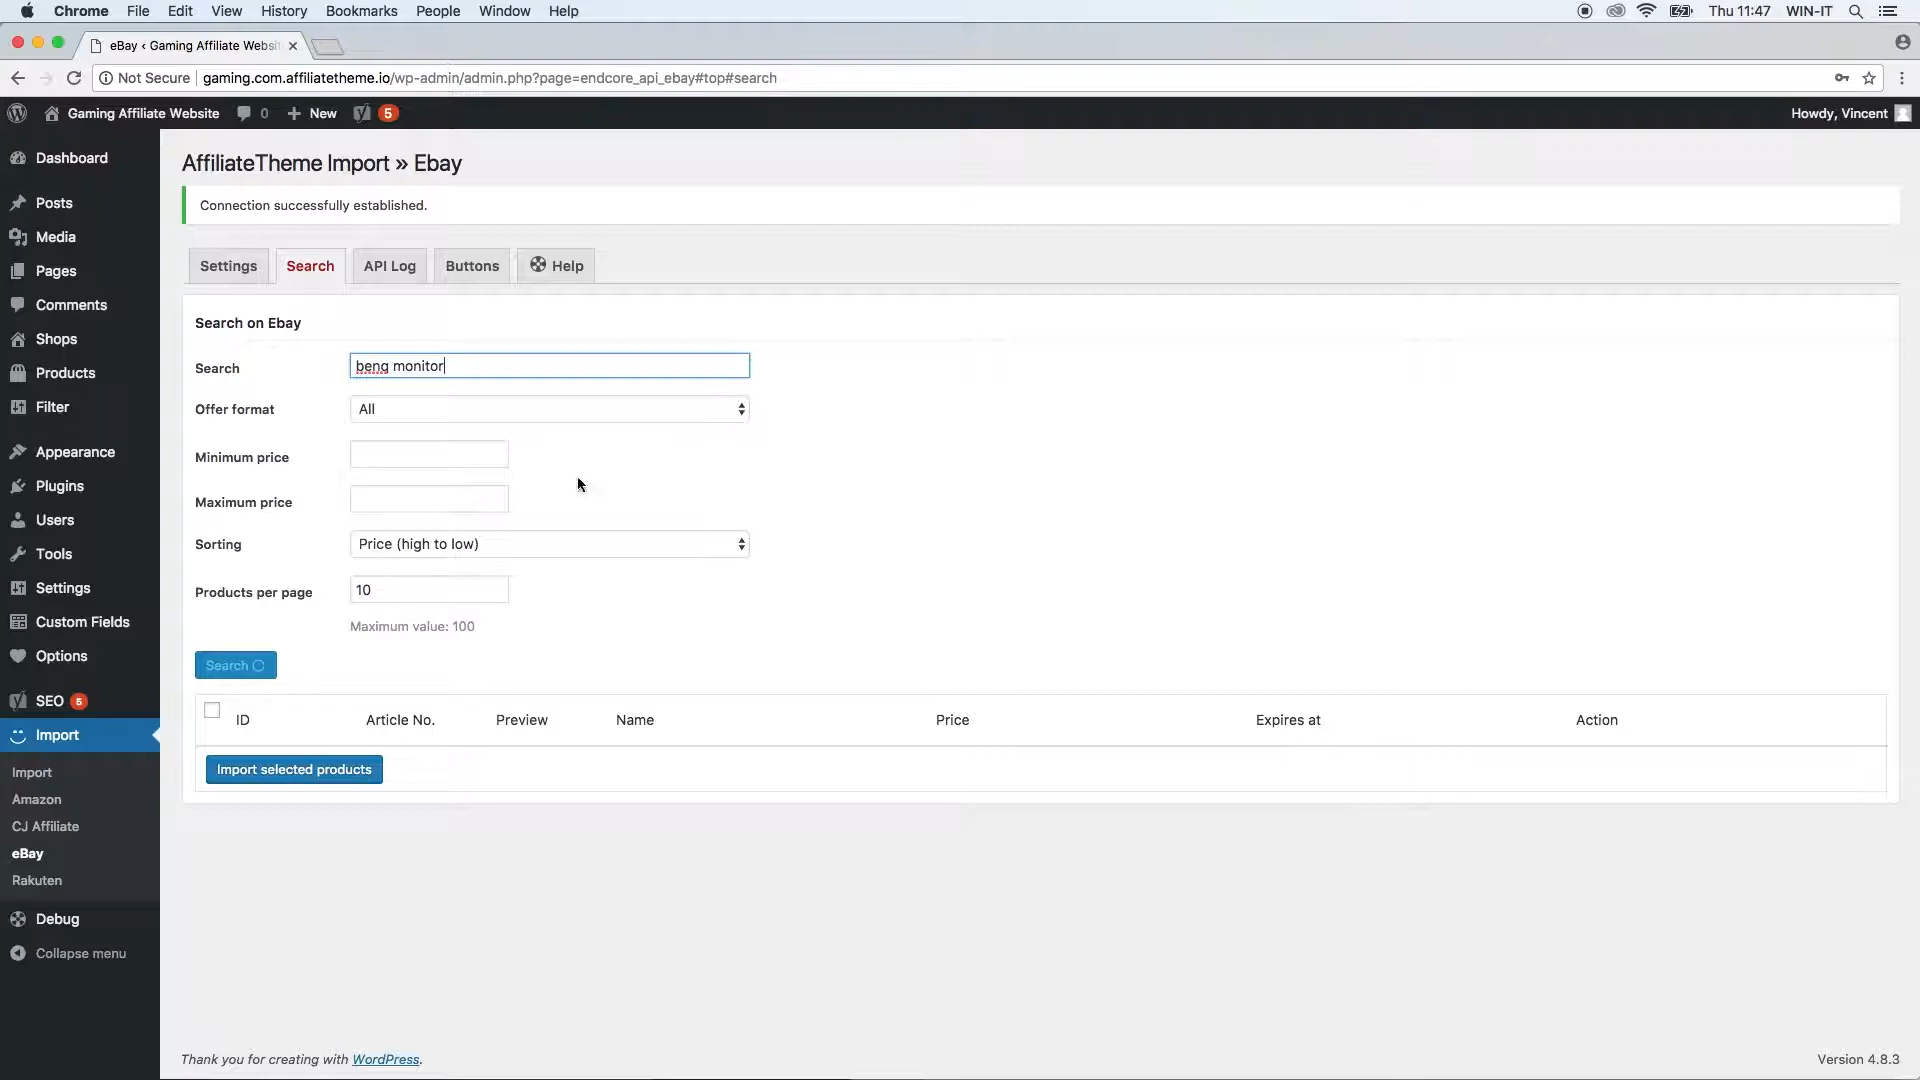 Chrome File Edit View History Bookmarks People Window Help Thu 11:47 WIN-IT
eBay ‹ Gaming Affiliate Websi
Not Secure gaming.com.affiliatetheme.io/wp-admin/admin.php?page=endcore_api_ebay#top#search
Gaming Affiliate Website 0 New 5 Howdy, Vincent
Dashboard
Posts
Media
Pages
Comments
Shops
Products
Filter
Appearance
Plugins
Users
Tools
Settings
Custom Fields
Options
SEO 5
Import
Import
Amazon
CJ Affiliate
eBay
Rakuten
Debug
Collapse menu
AffiliateTheme Import » Ebay
Connection successfully established.
Settings Search API Log Buttons Help
Search on Ebay
Search benq monitor
Offer format All
Minimum price
Maximum price
Sorting Price (high to low)
Products per page 10
Maximum value: 100
Search
ID Article No. Preview Name Price Expires at Action
Import selected products
Thank you for creating with WordPress. Version 4.8.3